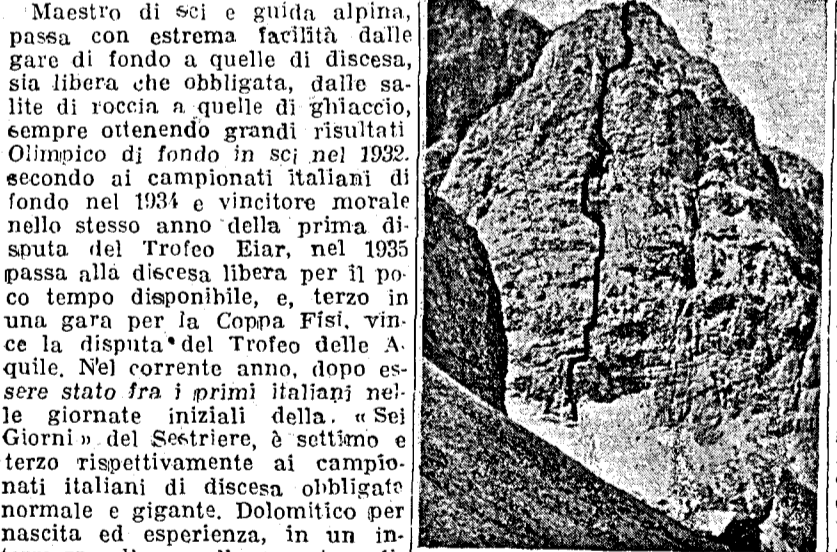 Maestro di sci e guida alpina,
passa con estrema facilità dalle
gare di fondo a quelle di discesa,
sia libera che obbligata, dalle sa-
lite di roccia a quelle di ghiaccio,
sempre ottenendo grandi risultati
Olimpico di fondo in sci nel 1932.
secondo ai campionati italiani di
fondo nel 1934 e vincitore morale
nello stesso anno della prima di-
sputa del Trofeo Eiar, nel 1935
passa alla discesa libera per il po-
co tempo disponibile, e, terzo in
una gara per la Coppa Fisi, vin-
ce la disputa del Trofeo delle A-
quile. Nel corrente anno, dopo es-
sere stato fra i primi italiani nel-
le giornate iniziali della. « Sei
Giorni » del Sestriere, è settimo e
terzo rispettivamente ai campio-
nati italiani di discesa obbligata
normale e gigante. Dolomitico per
nascita ed esperienza, in un in-